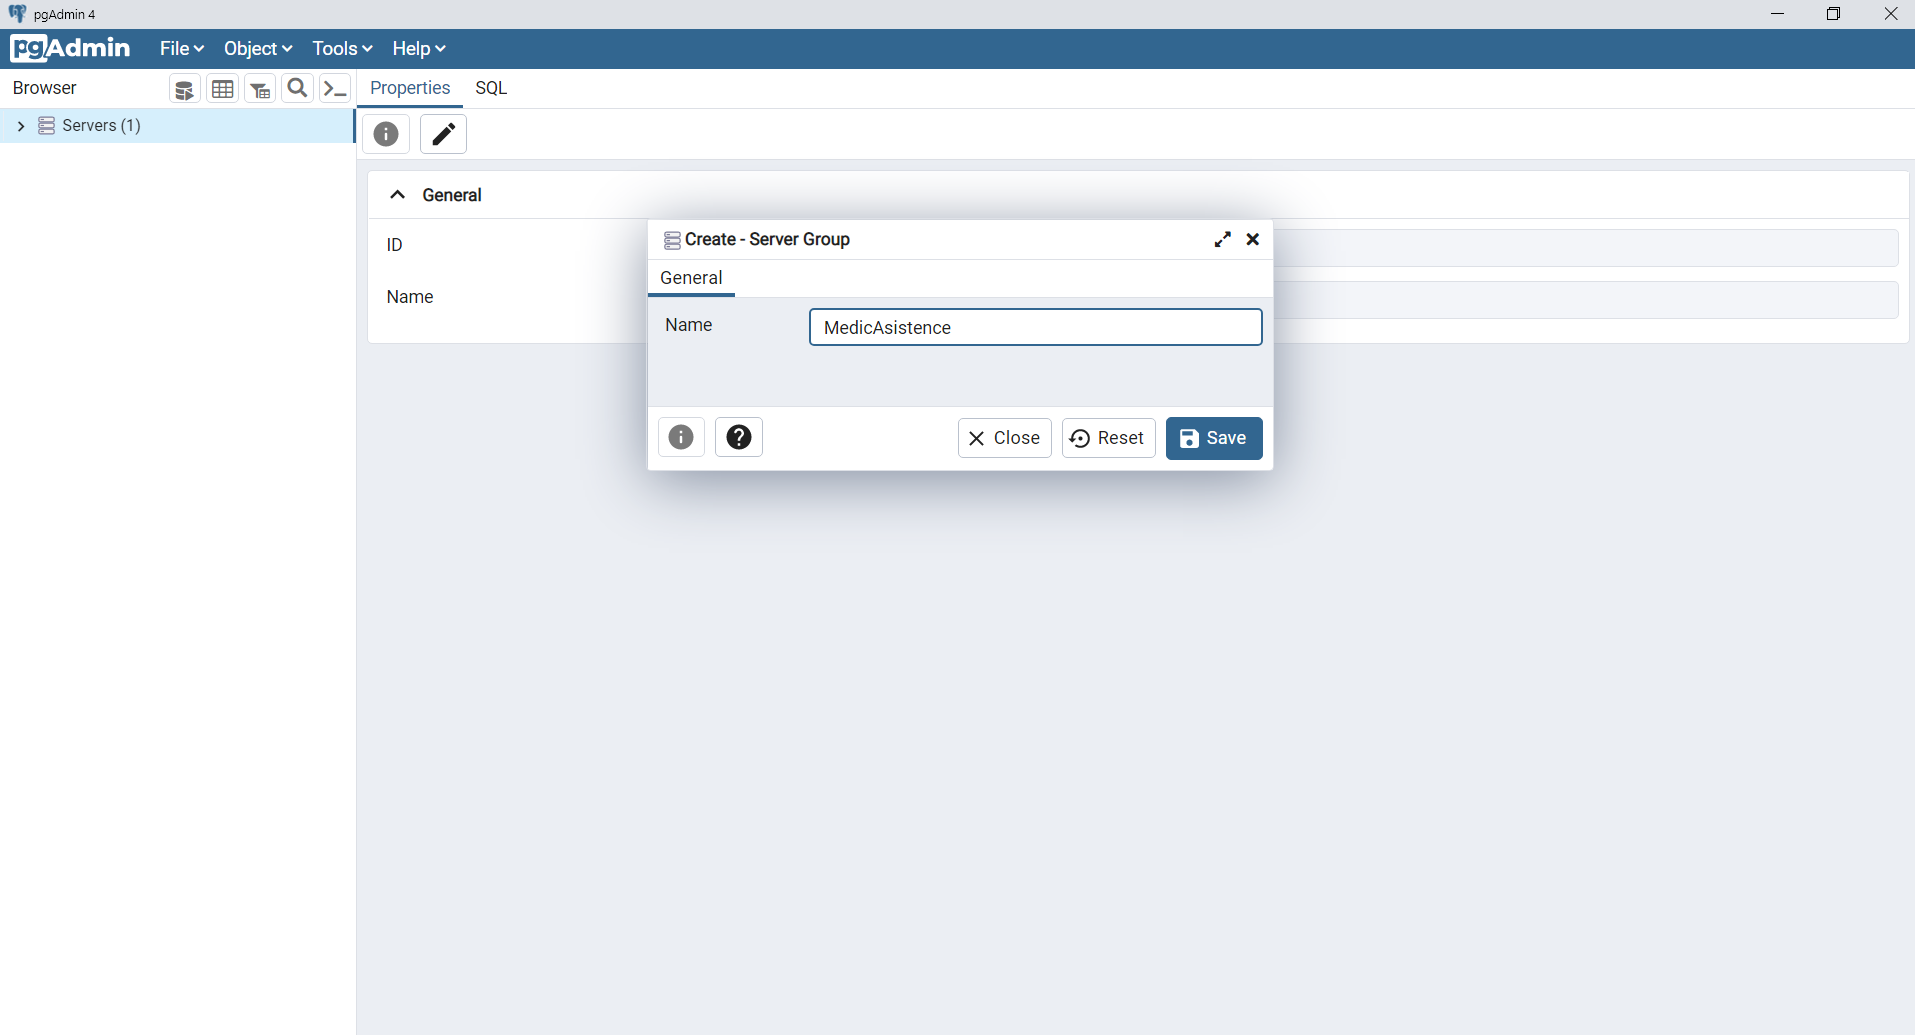 pgAdmin 4
pgAdmin File Object Tools Help
Browser Properties SQL
Servers (1)
General
ID
Name
Create - Server Group
General
Name MedicAsistence
Close Reset Save